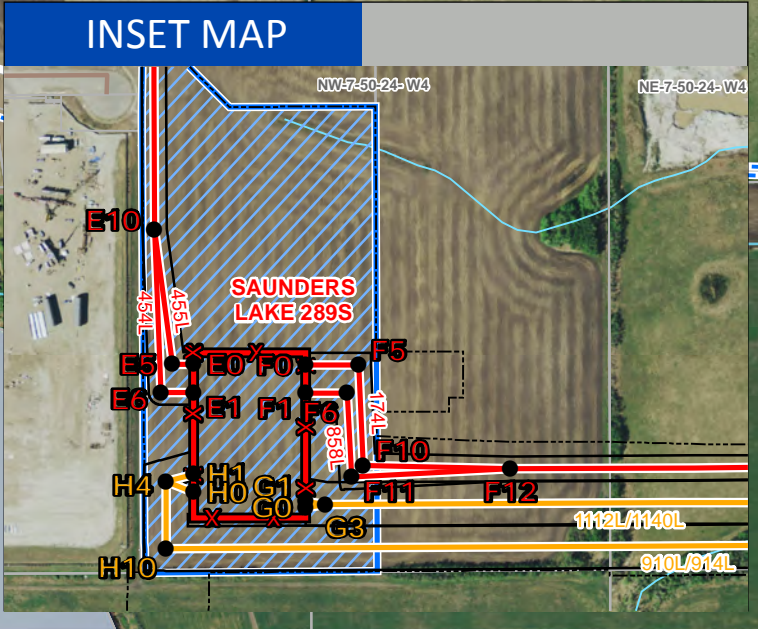 INSET MAP
NW-7-50-24- W4
NE-7-50-24- W4
E10
454L
455L
SAUNDERS
LAKE 289S
E5
E0
F0
F5
E6
E1
F1
F6
174L
858L
F10
H4
H1
H0
G1
G0
F11
F12
G3
1112L/1140L
H10
910L/914L